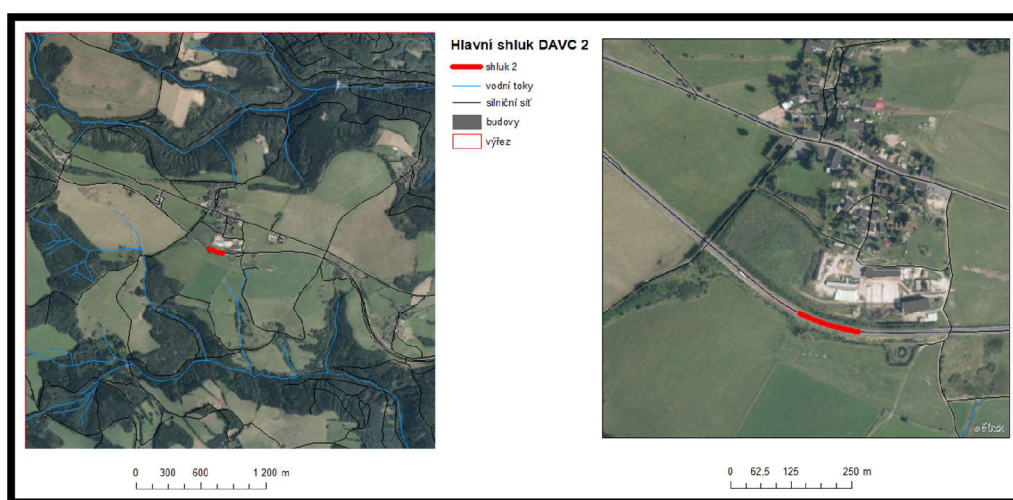 Hlavní shluk DAVC 2
shluk 2
vodní toky
silniční síť
budovy
výřez
0 300 600 1 200 m
0 62,5 125 250 m
© ČÚZK